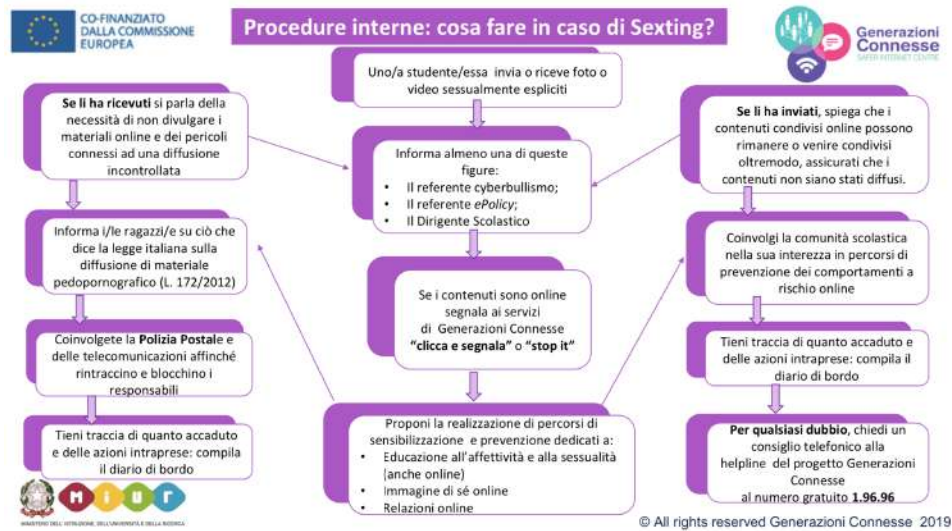 CO-FINANZIATO
DALLA COMMISSIONE
EUROPEA
Procedure interne: cosa fare in caso di Sexting?
Generazioni
Connesse
SAFER INTERNET CENTRE
Uno/a studente/essa invia o riceve foto o
video sessualmente espliciti
Se li ha ricevuti si parla della
necessità di non divulgare i
materiali online e dei pericoli
connessi ad una diffusione
incontrollata
Informa i/le ragazzi/e su ciò che
dice la legge italiana sulla
diffusione di materiale
pedopornografico (L. 172/2012)
Coinvolgete la Polizia Postale e
delle telecomunicazioni affinché
rintraccino e blocchino i
responsabili
Tieni traccia di quanto accaduto
e delle azioni intraprese: compila
il diario di bordo
Informa almeno una di queste
figure:
• Il referente cyberbullismo;
• Il referente ePolicy;
• Il Dirigente Scolastico
Se i contenuti sono online
segnala ai servizi
di Generazioni Connesse
“clicca e segnala” o “stop it”
Proponi la realizzazione di percorsi di
sensibilizzazione e prevenzione dedicati a:
• Educazione all'affettività e alla sessualità
(anche online)
• Immagine di sé online
• Relazioni online
Se li ha inviati, spiega che i
contenuti condivisi online possono
rimanere o venire condivisi
oltremodo, assicurati che i
contenuti non siano stati diffusi.
Coinvolgi la comunità scolastica
nella sua interezza in percorsi di
prevenzione dei comportamenti a
rischio online
Tieni traccia di quanto accaduto e
delle azioni intraprese: compila il
diario di bordo
Per qualsiasi dubbio, chiedi un
consiglio telefonico alla
helpline del progetto Generazioni
Connesse
al numero gratuito 1.96.96
miur
MINISTERO DELL'ISTRUZIONE, DELL'UNIVERSITÀ E DELLA RICERCA
© All rights reserved Generazioni Connesse 2019